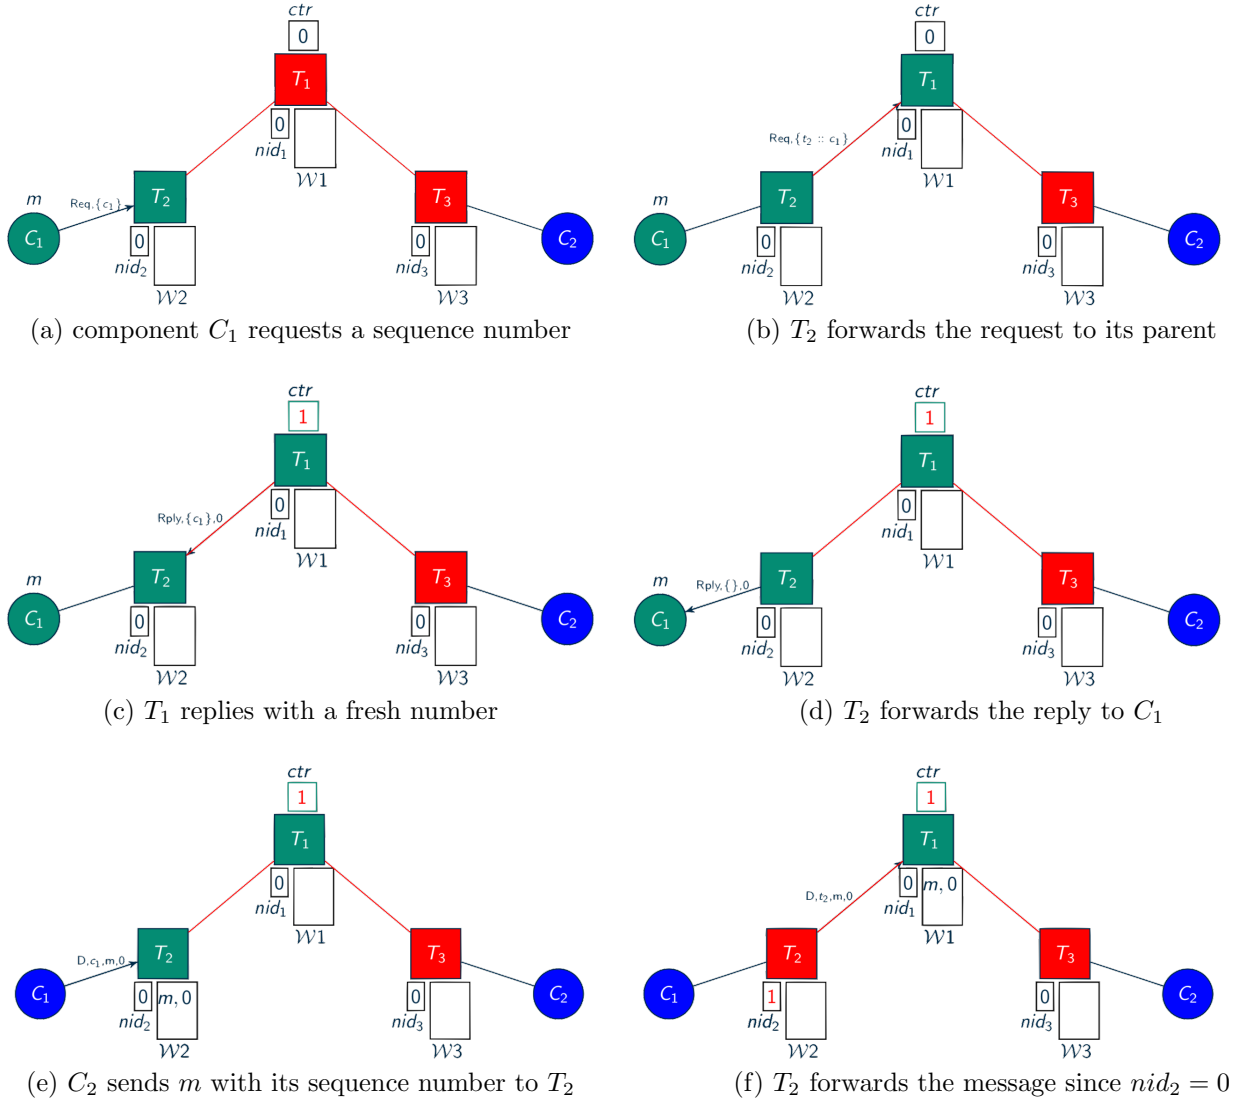 ctr ctr
0 0
T₁ T₁
0 0
nid₁ nid₁
Req,{t₂ :: c₁}
𝒲1 𝒲1
m T₂ T₃ m T₂ T₃
Req,{c₁}
C₁ C₂ C₁ C₂
0 0 0 0
nid₂ nid₃ nid₂ nid₃
𝒲2 𝒲3 𝒲2 𝒲3
(a) component C₁ requests a sequence number (b) T₂ forwards the request to its parent
ctr ctr
1 1
T₁ T₁
0 0
Rply,{c₁},0
nid₁ nid₁
𝒲1 𝒲1
m T₂ T₃ m T₂ T₃
Rply,{},0
C₁ C₂ C₁ C₂
0 0 0 0
nid₂ nid₃ nid₂ nid₃
𝒲2 𝒲3 𝒲2 𝒲3
(c) T₁ replies with a fresh number (d) T₂ forwards the reply to C₁
ctr ctr
1 1
T₁ T₁
0 0 m, 0
D,t₂,m,0
nid₁ nid₁
𝒲1 𝒲1
T₂ T₃ T₂ T₃
D,c₁,m,0
C₁ C₂ C₁ C₂
0 m, 0 0 1 0
nid₂ nid₃ nid₂ nid₃
𝒲2 𝒲3 𝒲2 𝒲3
(e) C₂ sends m with its sequence number to T₂ (f) T₂ forwards the message since nid₂ = 0